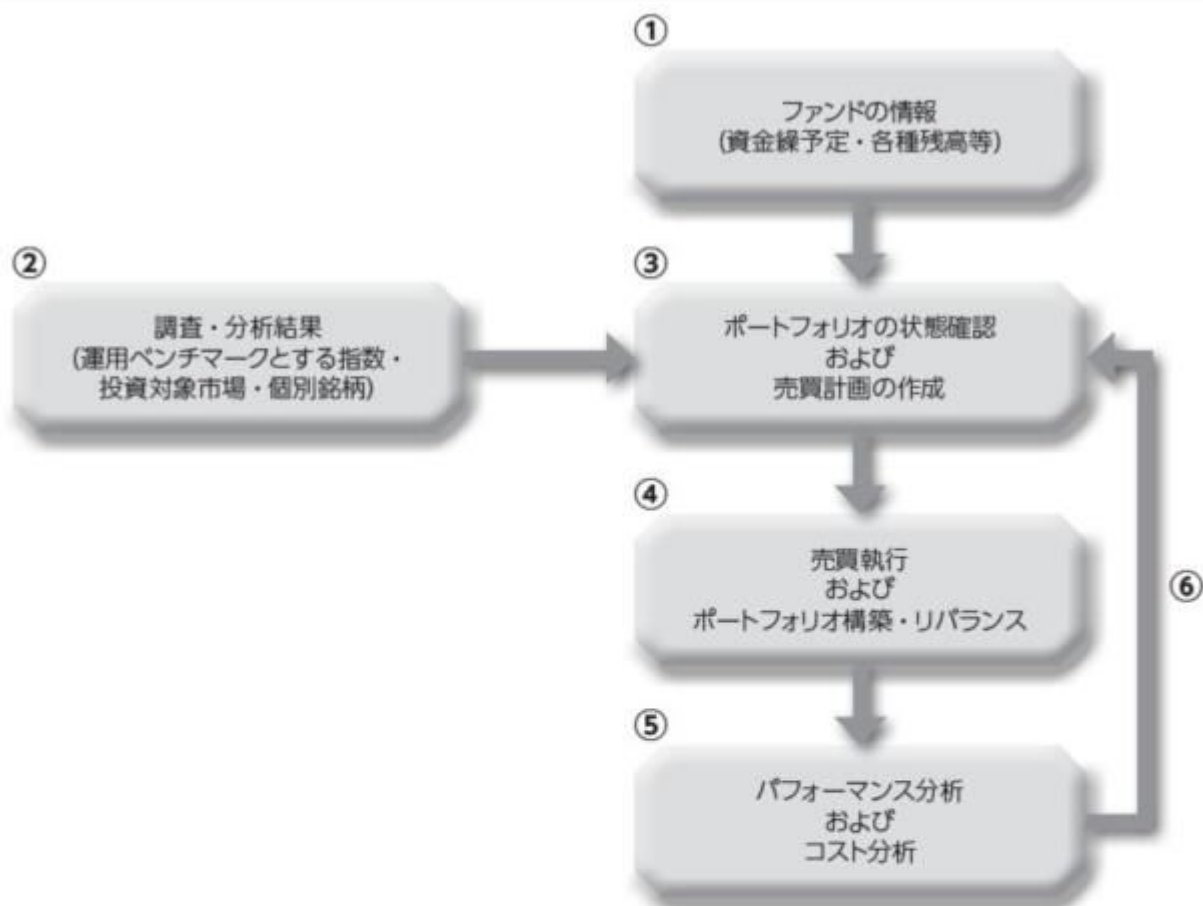 ①
ファンドの情報
(資金繰予定・各種残高等)
②
調査・分析結果
(運用ベンチマークとする指数・
投資対象市場・個別銘柄)
③
ポートフォリオの状態確認
および
売買計画の作成
④
売買執行
および
ポートフォリオ構築・リバランス
⑥
⑤
パフォーマンス分析
および
コスト分析